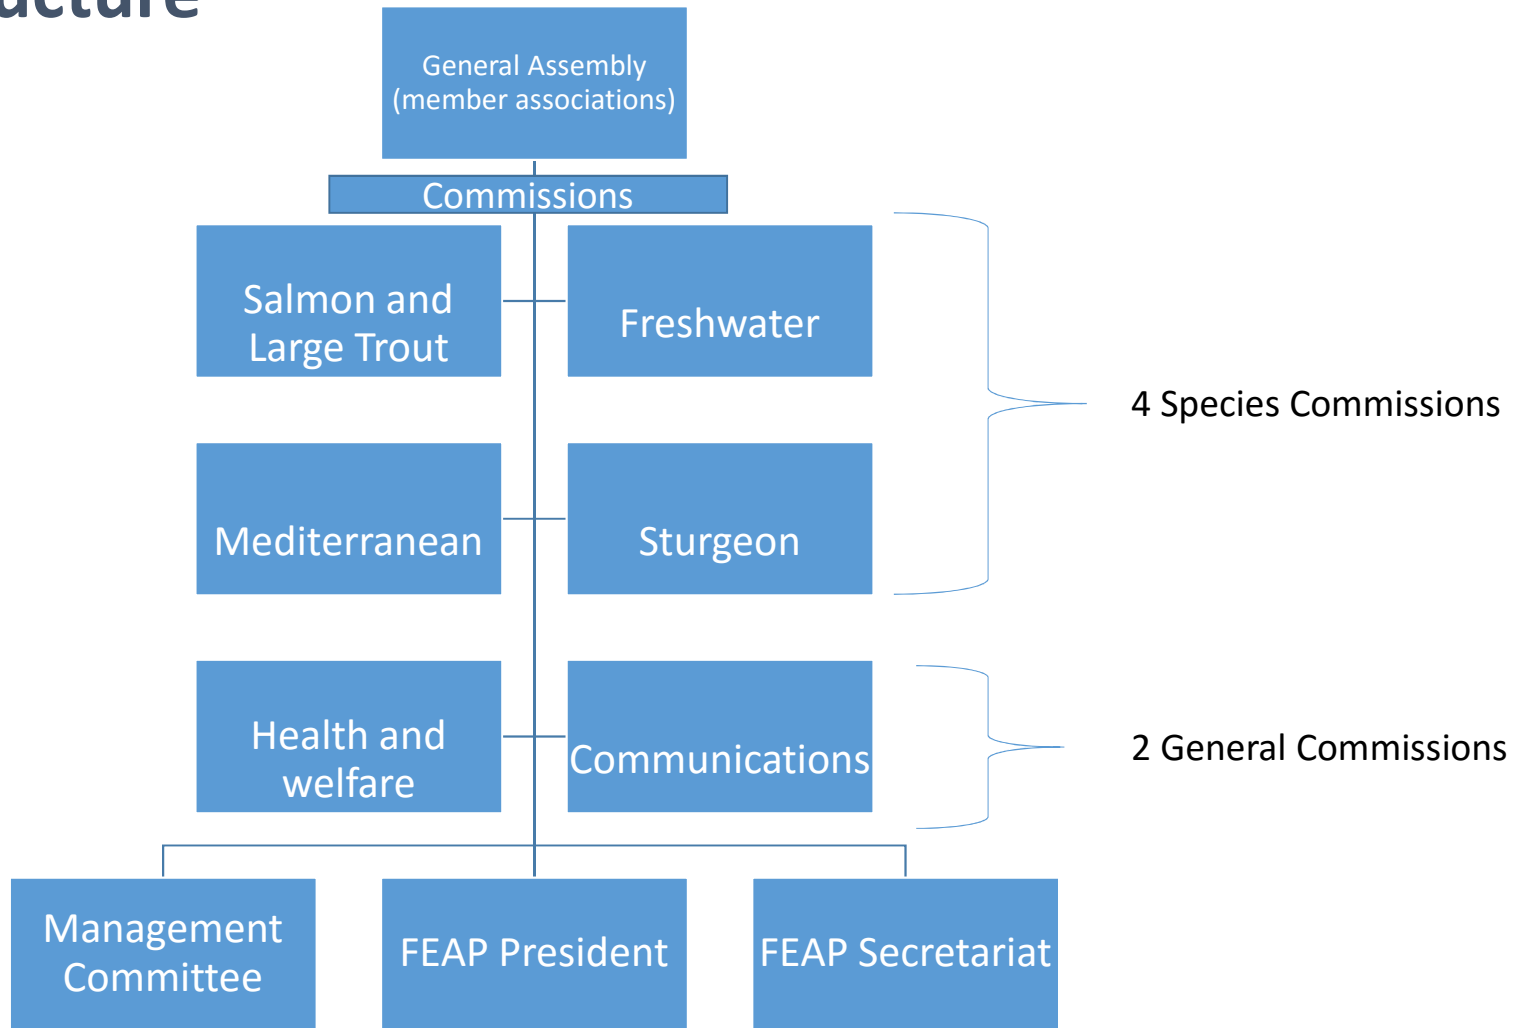 General Assembly
(member associations)
Commissions
Salmon and
Large Trout
Freshwater
4 Species Commissions
Mediterranean
Sturgeon
Health and
welfare
Communications
2 General Commissions
Management
Committee
FEAP President
FEAP Secretariat